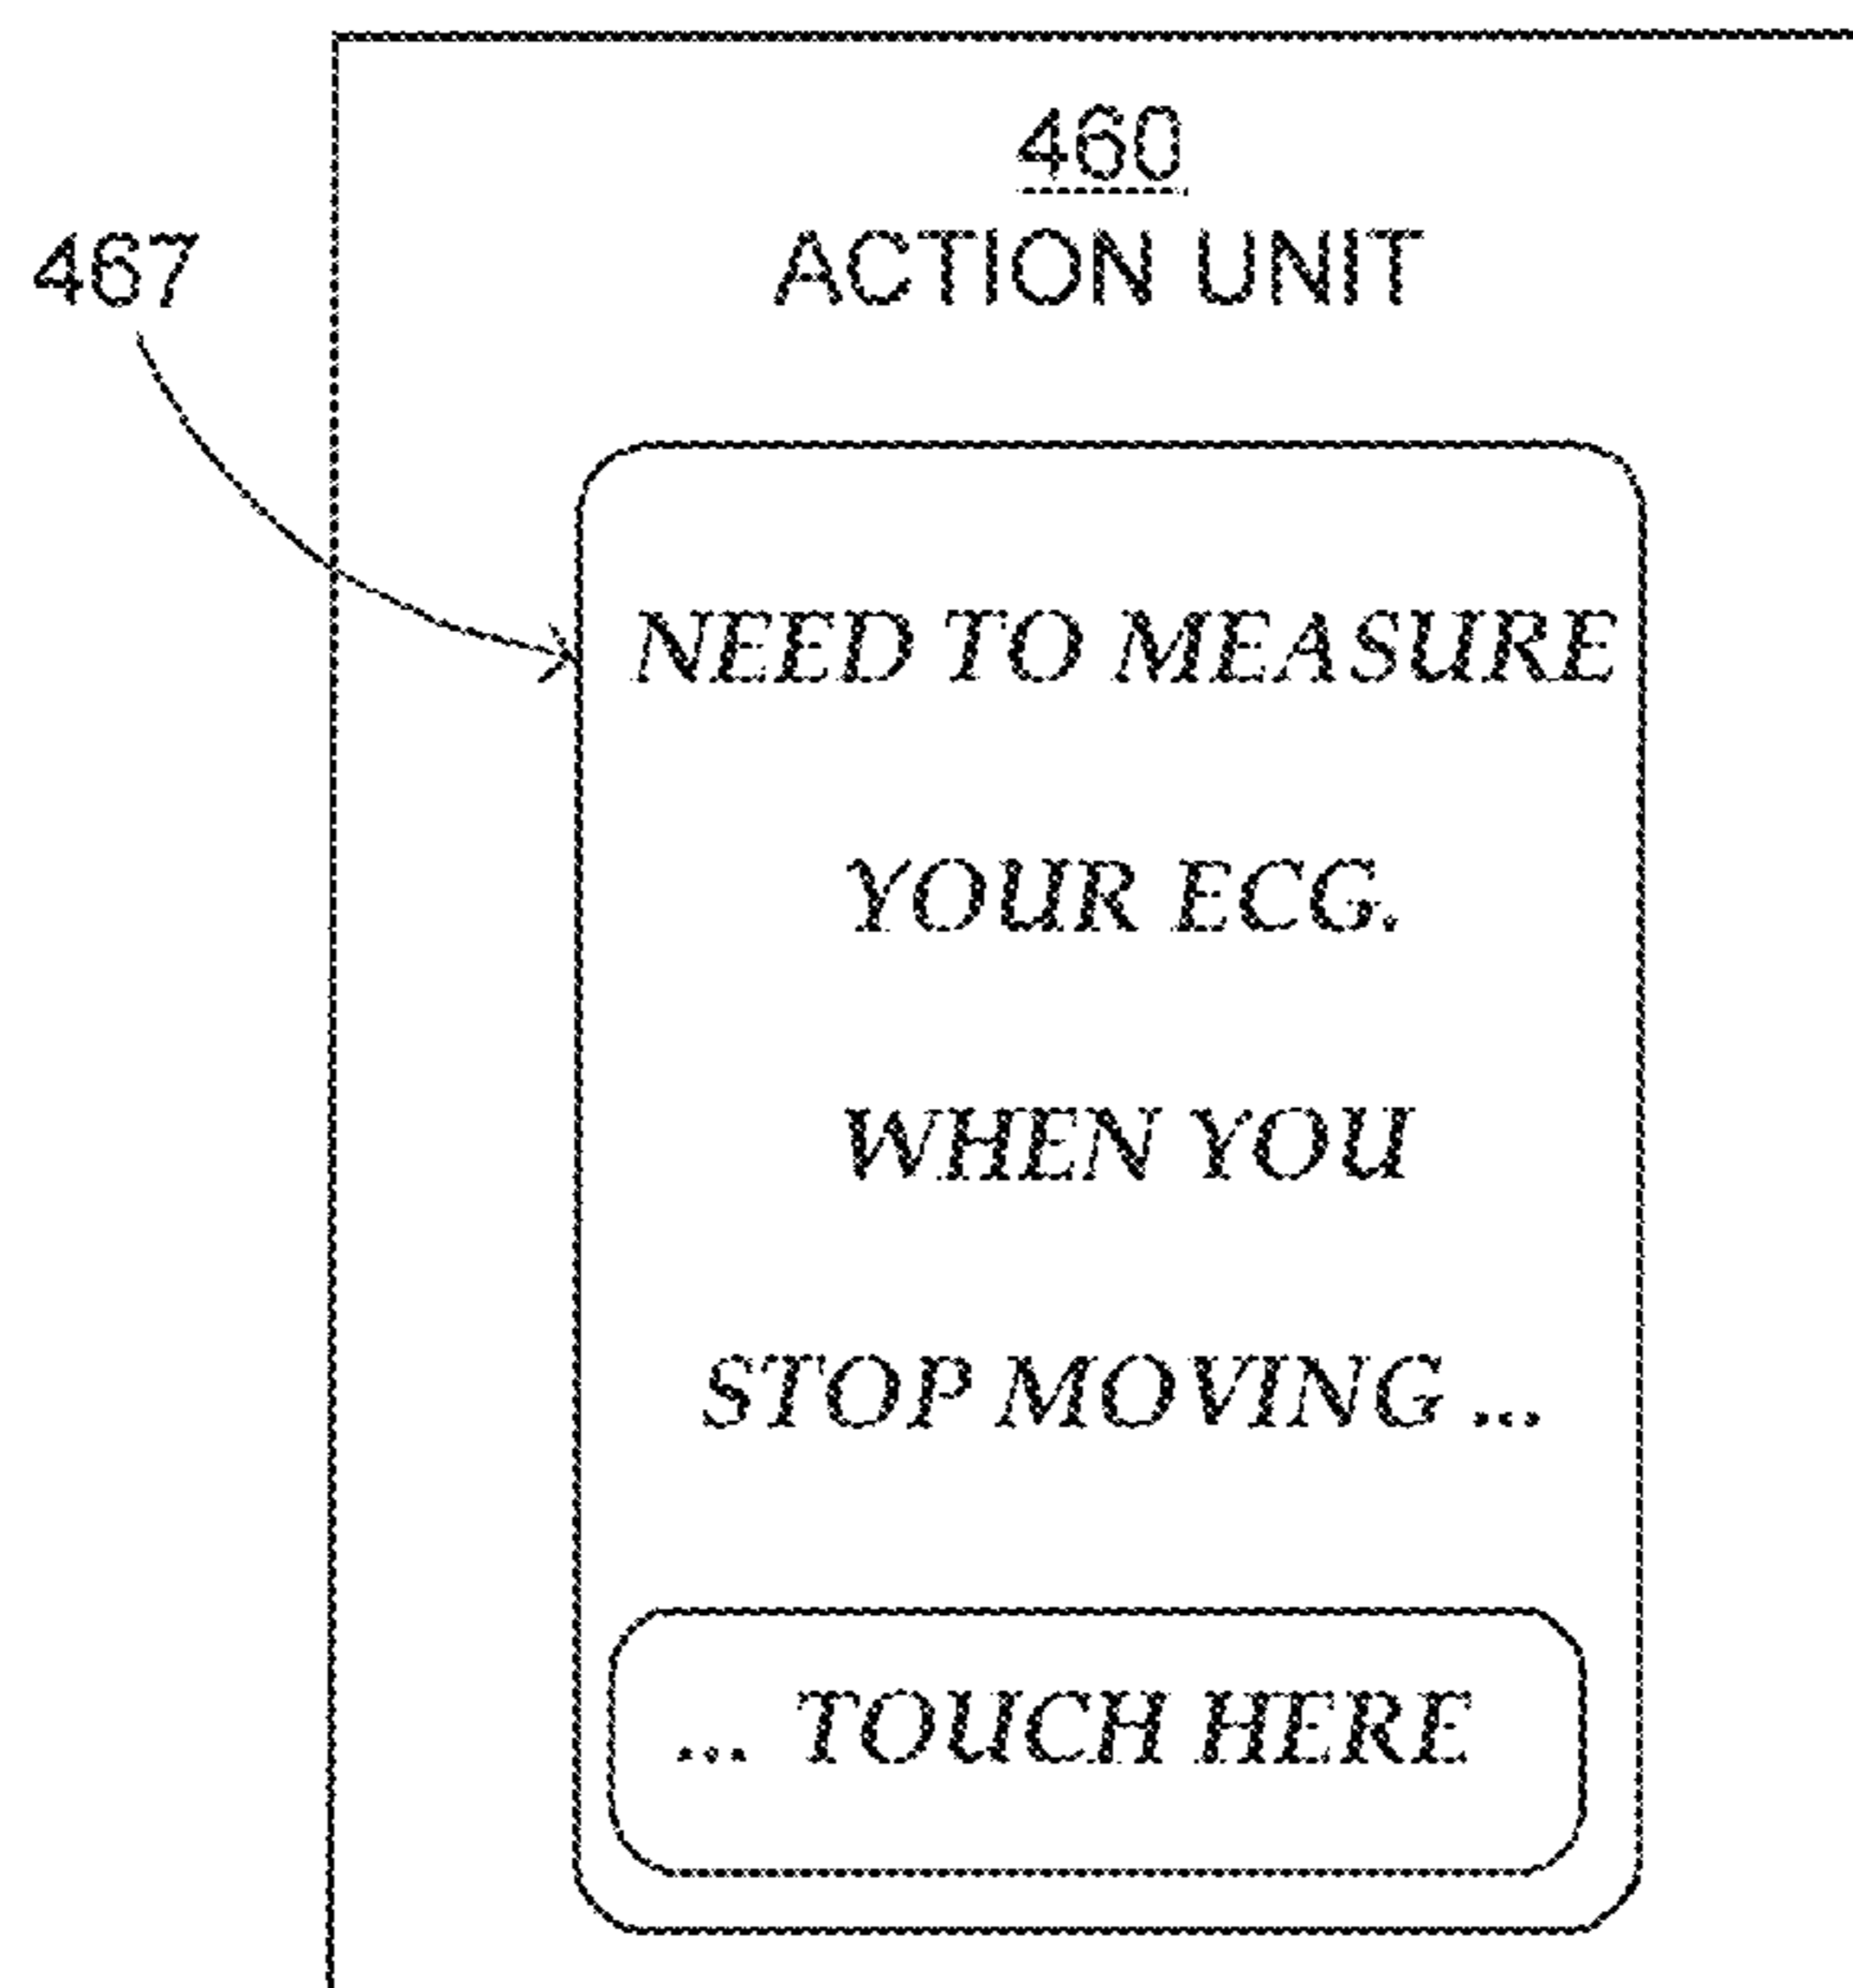 460
467
ACTION UNIT
NEED TO MEASURE
YOUR ECG.
WHEN YOU
STOP MOVING ...
... TOUCH HERE